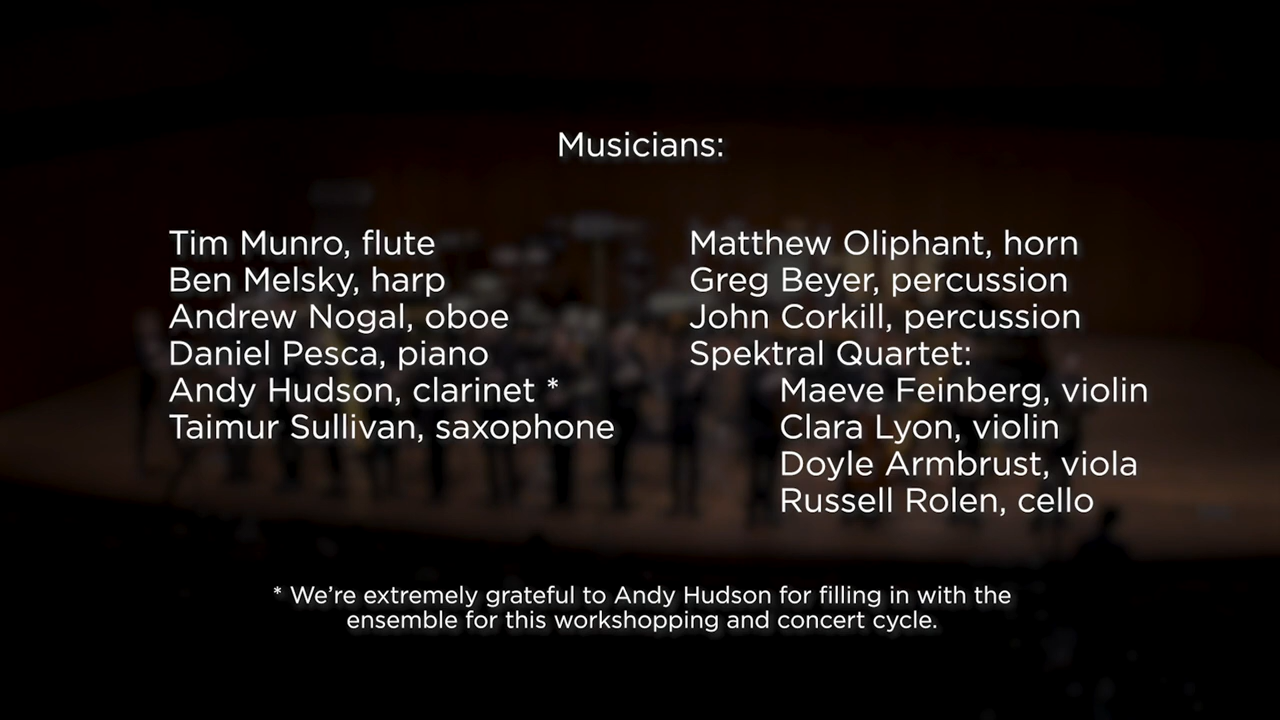 Musicians:
Tim Munro, flute
Ben Melsky, harp
Andrew Nogal, oboe
Daniel Pesca, piano
Andy Hudson, clarinet *
Taimur Sullivan, saxophone
Matthew Oliphant, horn
Greg Beyer, percussion
John Corkill, percussion
Spektral Quartet:
Maeve Feinberg, violin
Clara Lyon, violin
Doyle Armbrust, viola
Russell Rolen, cello
* We’re extremely grateful to Andy Hudson for filling in with the
ensemble for this workshopping and concert cycle.